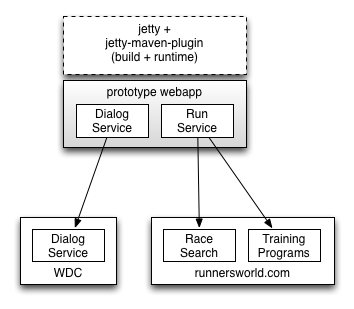 jetty +
jetty-maven-plugin
(build + runtime)
prototype webapp
Dialog
Service
Run
Service
Dialog
Service
WDC
Race
Search
Training
Programs
runnersworld.com